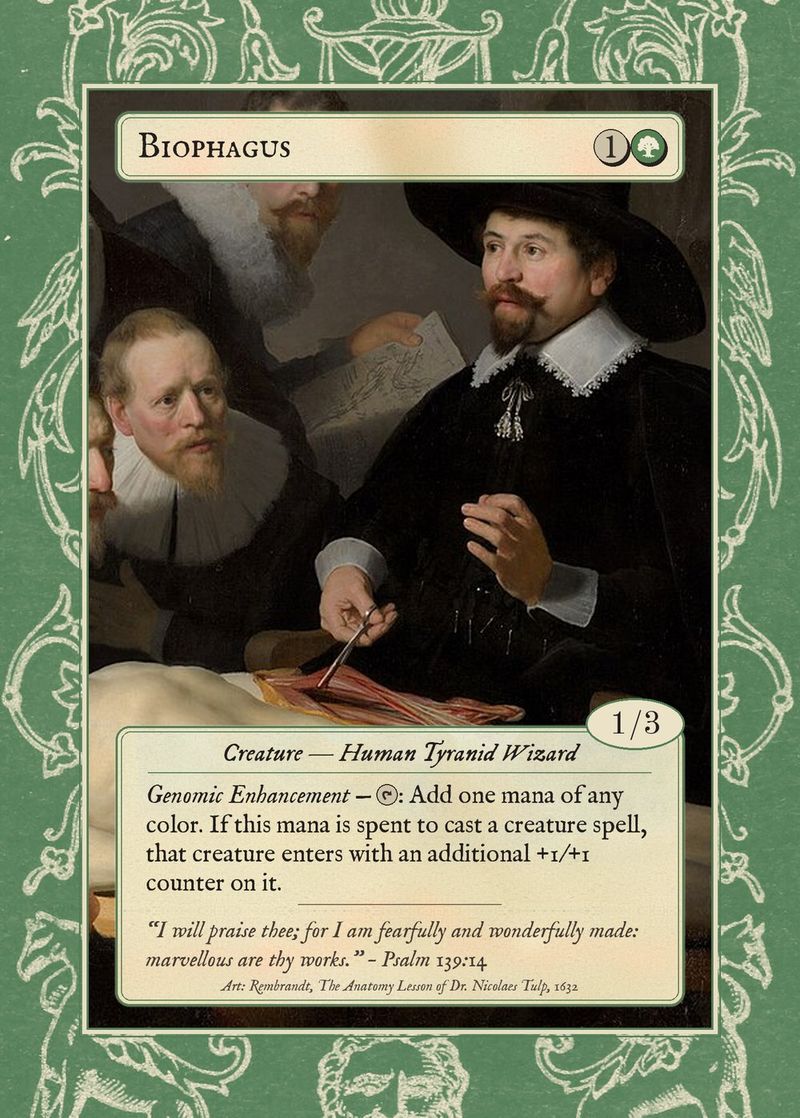 Biophagus 1
1/3
Creature — Human Tyranid Wizard
Genomic Enhancement — : Add one mana of any
color. If this mana is spent to cast a creature spell,
that creature enters with an additional +1/+1
counter on it.
“I will praise thee; for I am fearfully and wonderfully made:
marvellous are thy works.” - Psalm 139:14
Art: Rembrandt, The Anatomy Lesson of Dr. Nicolaes Tulp, 1632